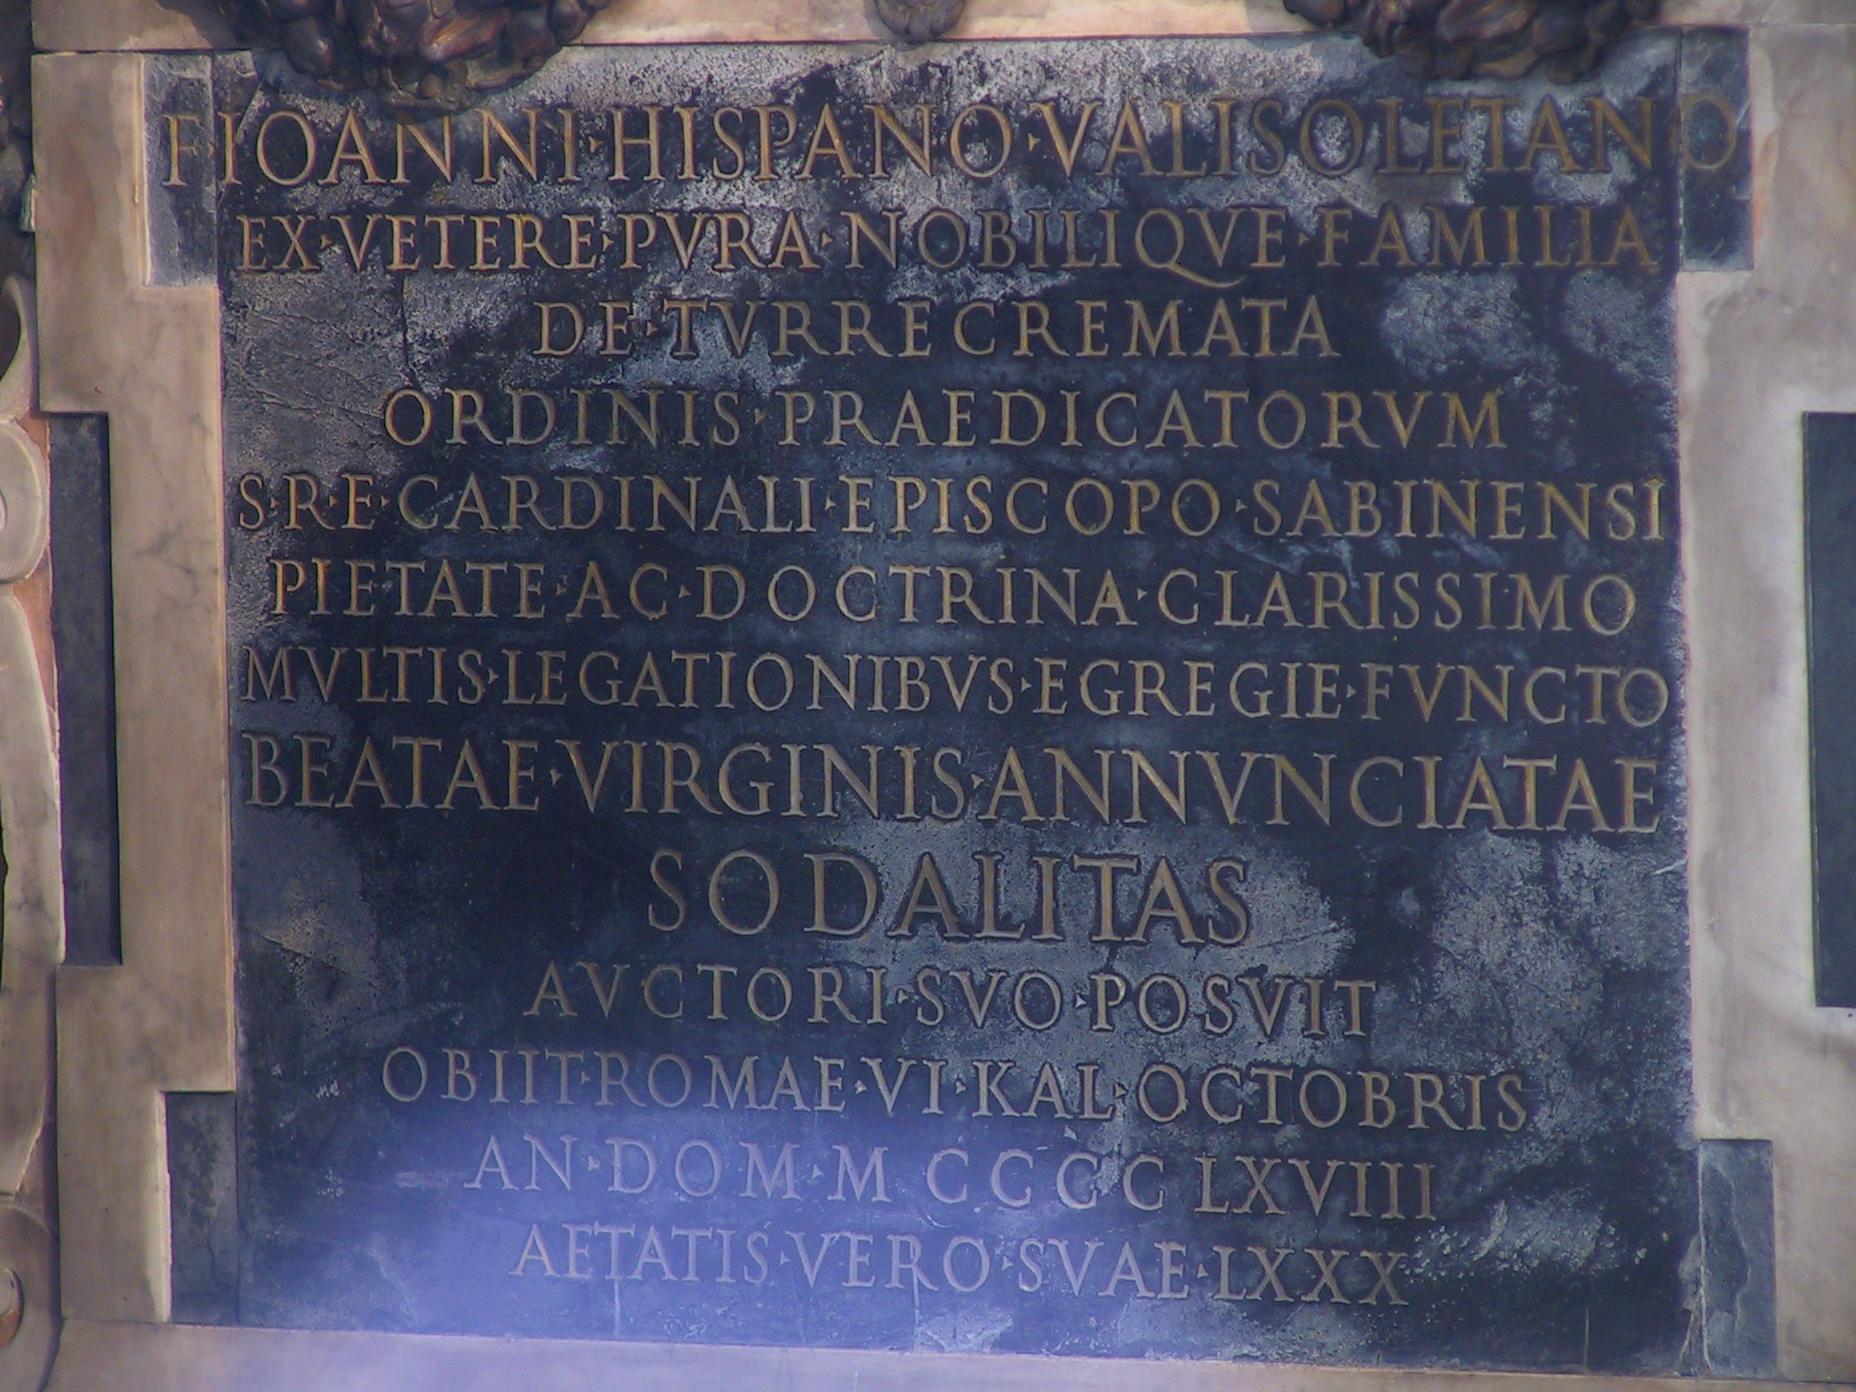 F·IOANNI·HISPANO·VALISOLETANO
EX·VETERE·PVRA·NOBILIQVE·FAMILIA
DE·TVRRECREMATA
ORDINIS·PRAEDICATORVM
S·R·E·CARDINALI·EPISCOPO·SABINENSI
PIETATE·AC·DOCTRINA·CLARISSIMO
MVLTIS·LEGATIONIBVS·EGREGIE·FVNCTO
BEATAE·VIRGINIS·ANNVNCIATAE
SODALITAS
AVCTORI·SVO·POSVIT
OBIIT·ROMAE·VI·KAL·OCTOBRIS
AN·DOM·M CCCC LXVIII
AETATIS·VERO·SVAE·LXXX